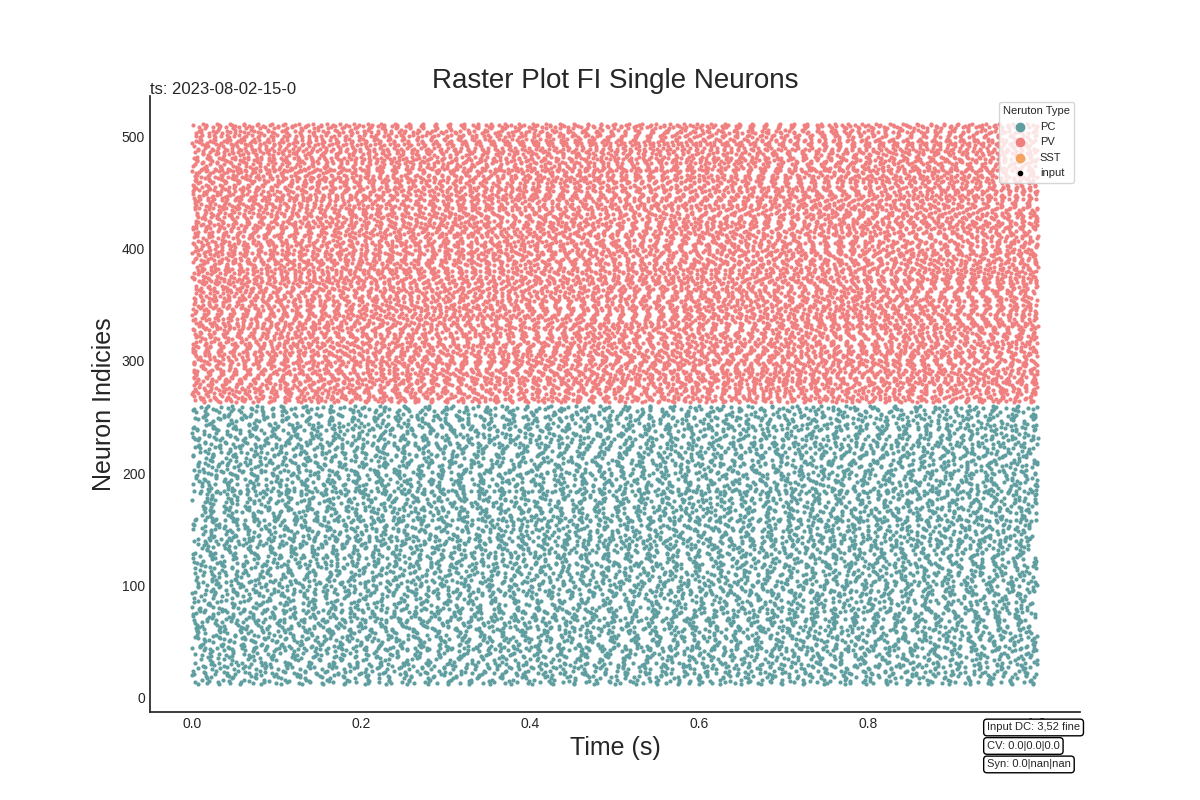 Raster Plot FI Single Neurons
ts: 2023-08-02-15-0
Neruton Type
PC
PV
SST
input
500
400
300
200
100
0
Neuron Indicies
0.0 0.2 0.4 0.6 0.8
Time (s)
Input DC: 3,52 fine
CV: 0.0|0.0|0.0
Syn: 0.0|nan|nan